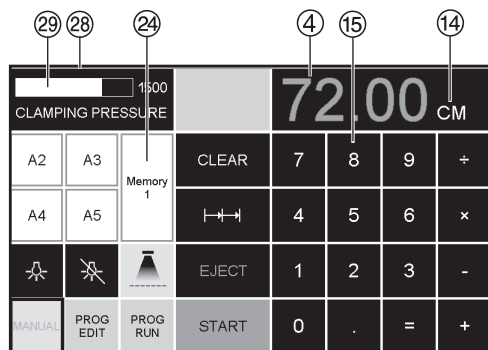 29 28 24 4 15 14
1500
CLAMPING PRESSURE
72.00 CM
A2 A3 Memory 1 CLEAR 7 8 9 ÷
A4 A5 4 5 6 ×
EJECT 1 2 3 -
MANUAL PROG EDIT PROG RUN START 0 . = +